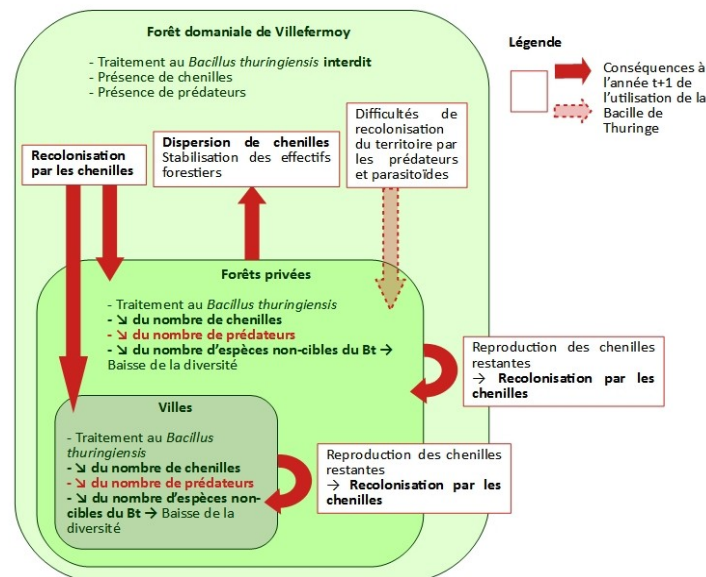 Forêt domaniale de Villefermoy
- Traitement au Bacillus thuringiensis interdit
- Présence de chenilles
- Présence de prédateurs
Légende
Conséquences à
l'année t+1 de
l'utilisation de la
Bacille de
Thuringe
Recolonisation
par les chenilles
Dispersion de chenilles
Stabilisation des effectifs
forestiers
Difficultés de
recolonisation
du territoire par
les prédateurs
et parasitoïdes
Forêts privées
- Traitement au Bacillus thuringiensis
- ↘ du nombre de chenilles
- ↘ du nombre de prédateurs
- ↘ du nombre d'espèces non-cibles du Bt →
Baisse de la diversité
Reproduction des chenilles
restantes
→ Recolonisation par les
chenilles
Villes
- Traitement au Bacillus
thuringiensis
- ↘ du nombre de chenilles
- ↘ du nombre de prédateurs
- ↘ du nombre d'espèces non-
cibles du Bt → Baisse de la
diversité
Reproduction des chenilles
restantes
→ Recolonisation par les
chenilles